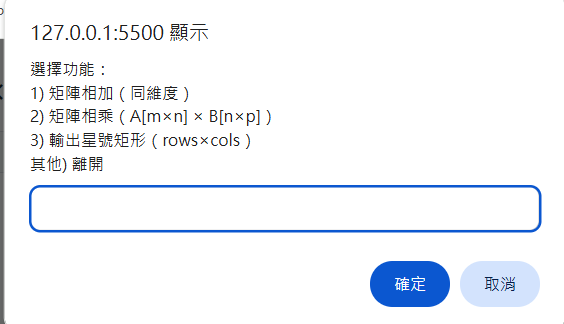 127.0.0.1:5500 顯示
選擇功能：
1) 矩陣相加（同維度）
2) 矩陣相乘（A[m×n] × B[n×p]）
3) 輸出星號矩形（rows×cols）
其他) 離開
確定
取消